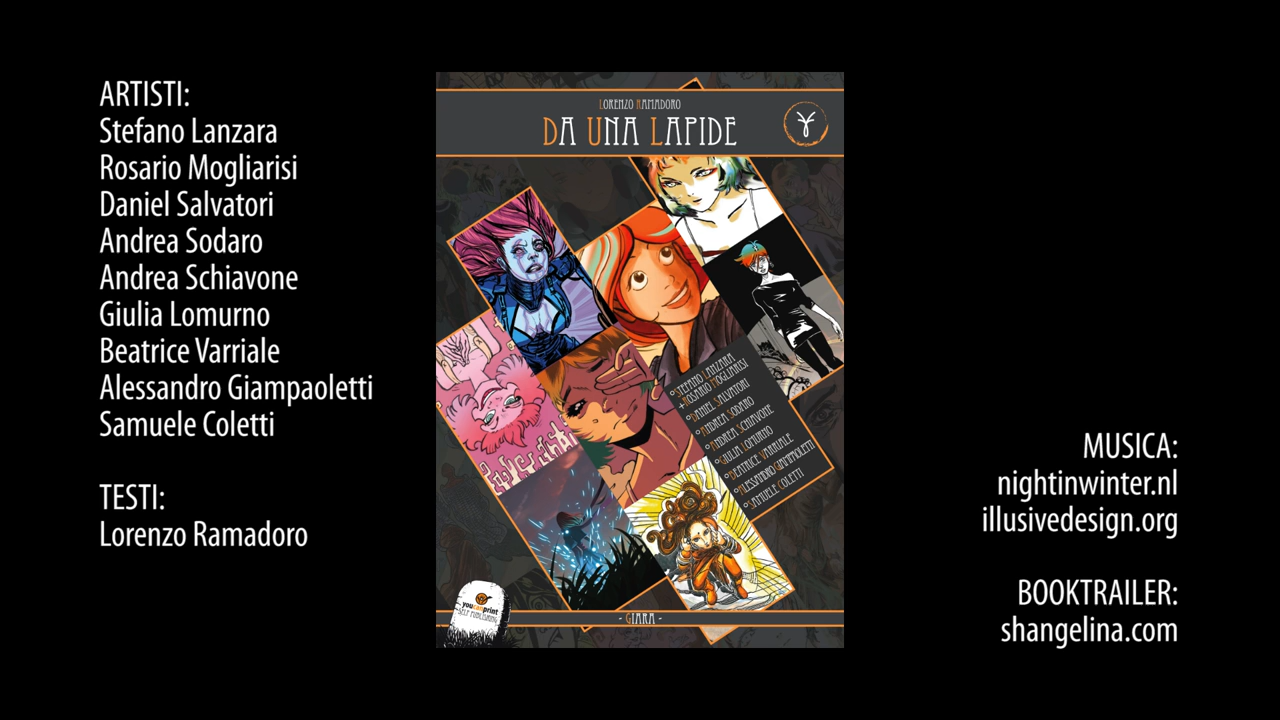 ARTISTI:
Stefano Lanzara
Rosario Mogliarisi
Daniel Salvatori
Andrea Sodaro
Andrea Schiavone
Giulia Lomurno
Beatrice Varriale
Alessandro Giampaoletti
Samuele Coletti
TESTI:
Lorenzo Ramadoro
LORENZO RAMADORO
DA UNA LAPIDE
°STEFANO LANZARA
+ ROSARIO MOGLIARISI
°DANIEL SALVATORI
°ANDREA SODARO
°ANDREA SCHIAVONE
°GIULIA LOMURNO
°BEATRICE VARRIALE
°ALESSANDRO GIAMPAOLETTI
°SAMUELE COLETTI
youcanprint
SELF PUBLISHING
- GIARA -
MUSICA:
nightinwinter.nl
illusivedesign.org
BOOKTRAILER:
shangelina.com